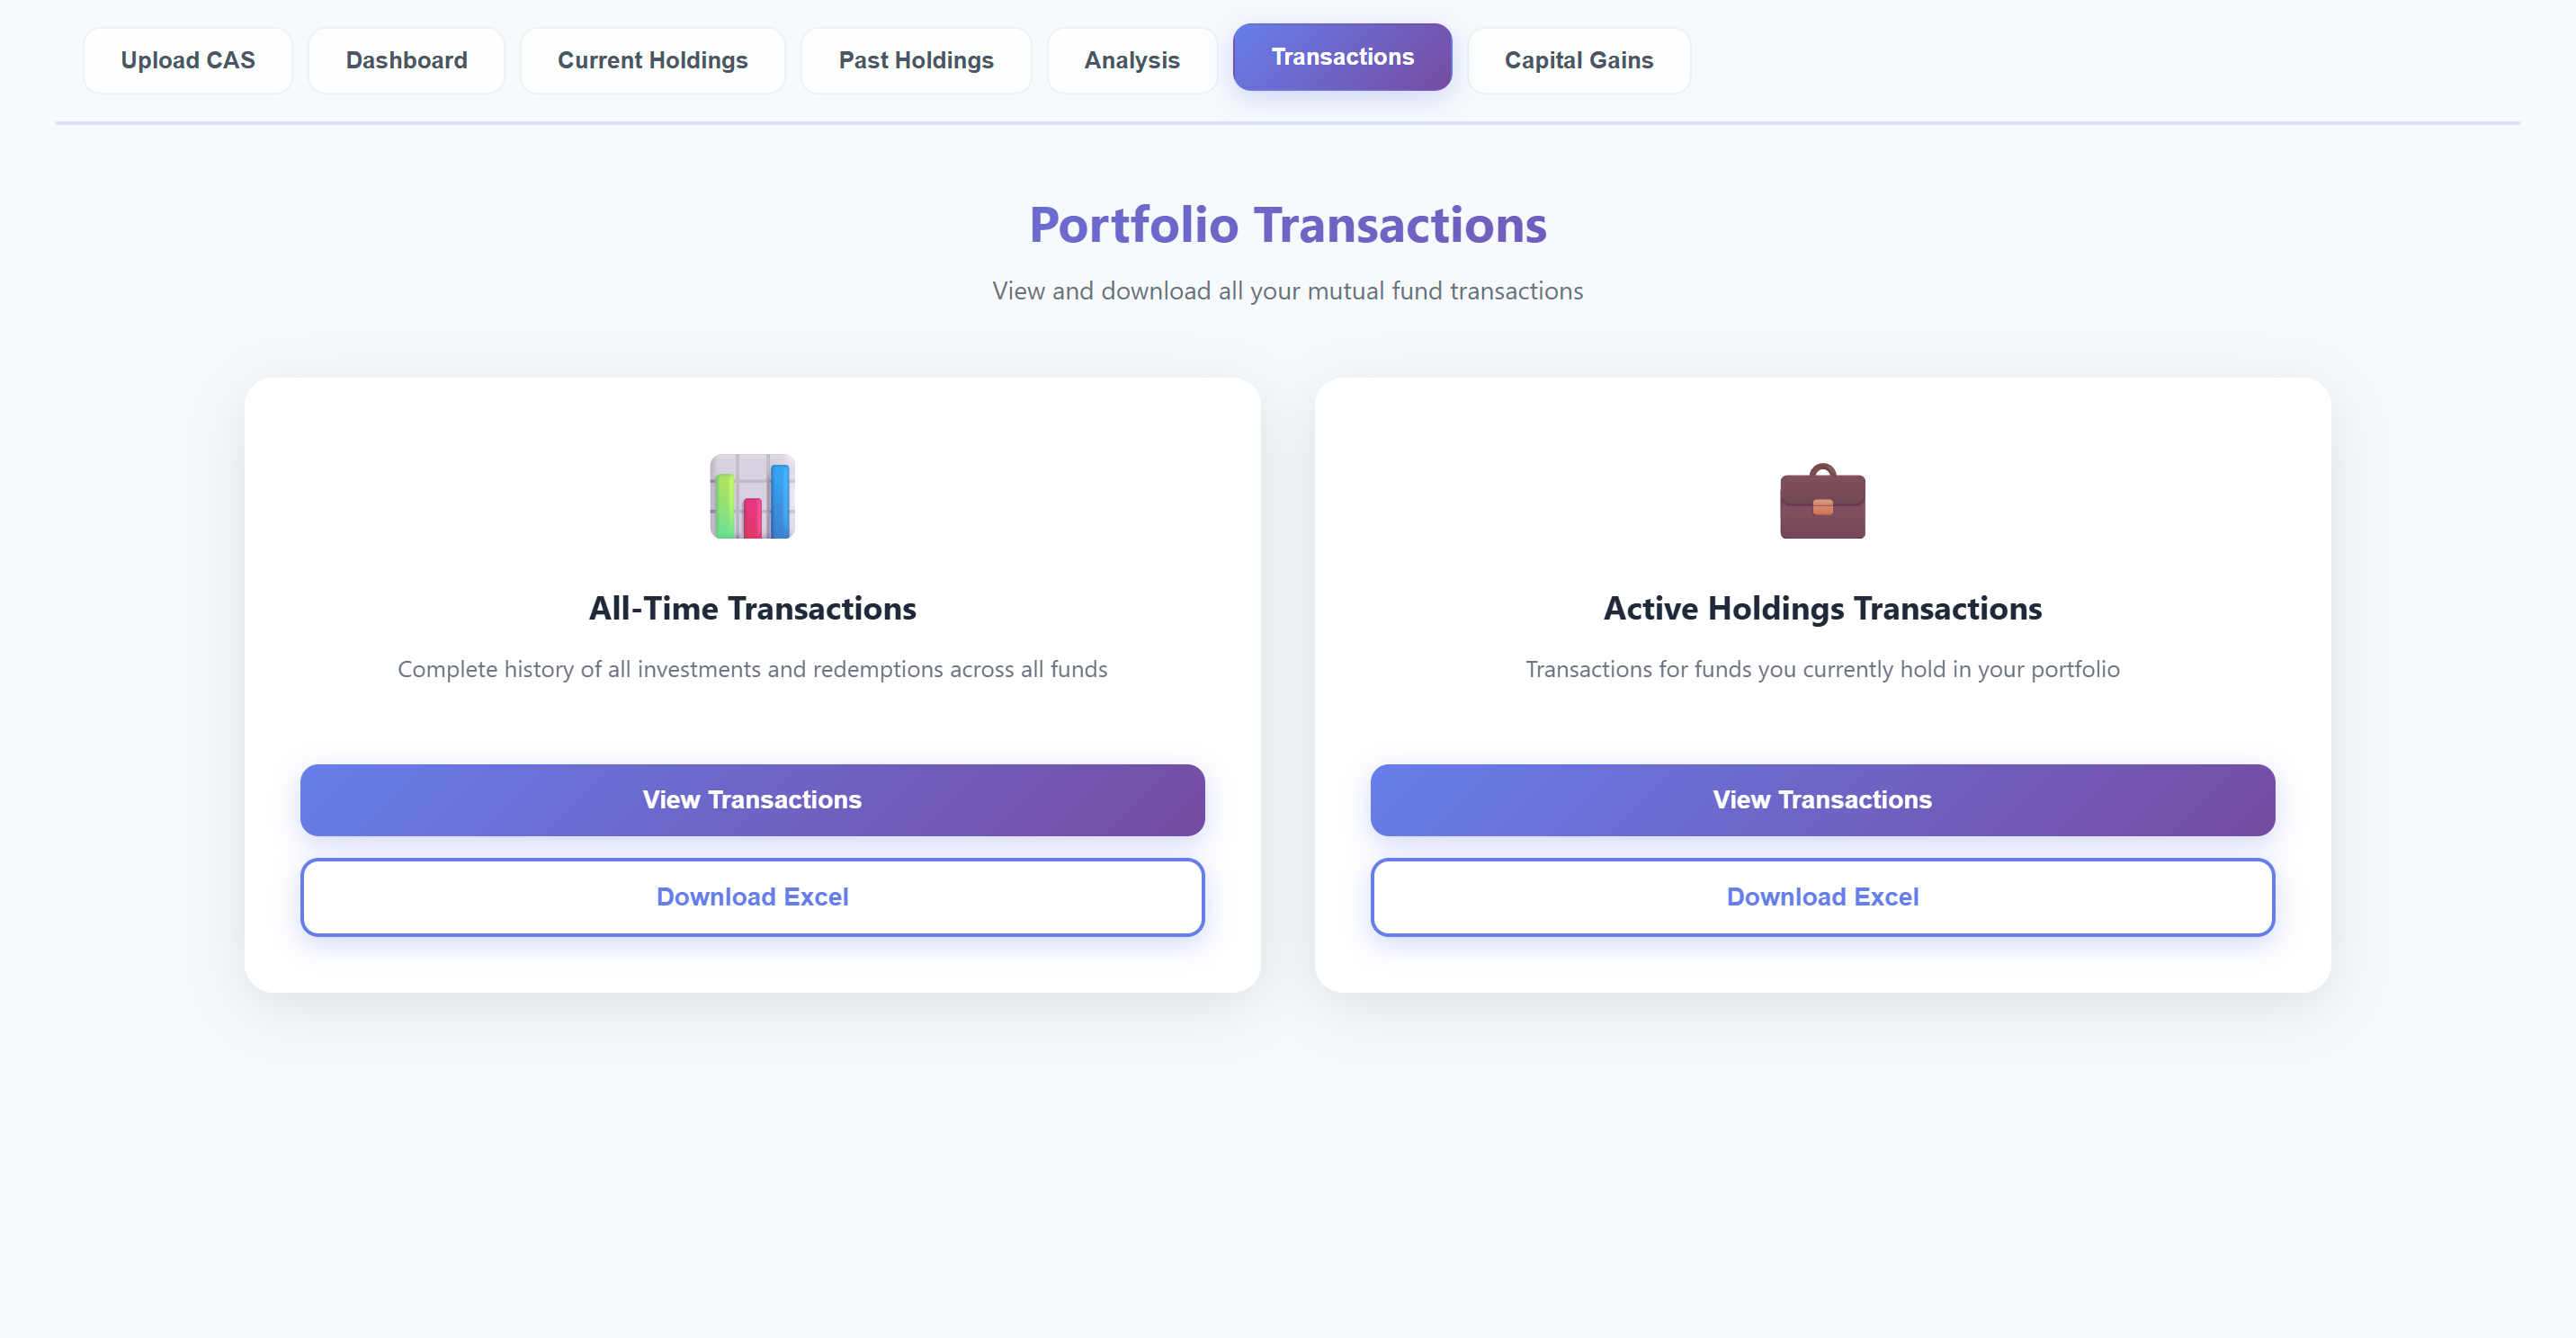 Upload CAS
Dashboard
Current Holdings
Past Holdings
Analysis
Transactions
Capital Gains
Portfolio Transactions
View and download all your mutual fund transactions
All-Time Transactions
Complete history of all investments and redemptions across all funds
View Transactions
Download Excel
Active Holdings Transactions
Transactions for funds you currently hold in your portfolio
View Transactions
Download Excel